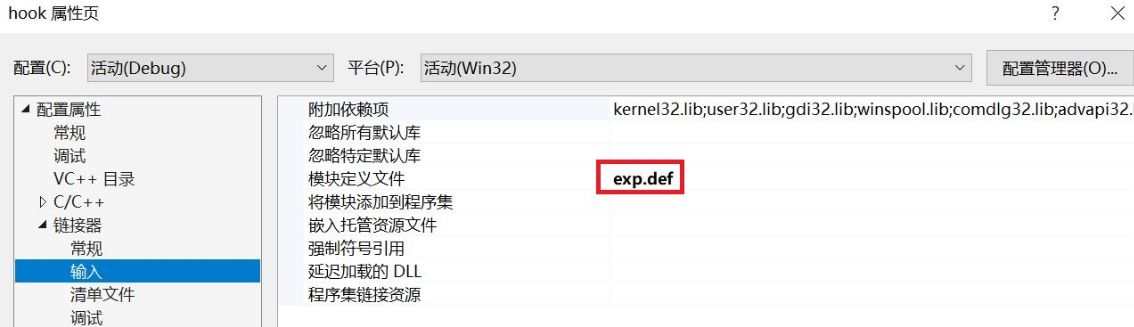 hook 属性页
配置(C): 活动(Debug) 平台(P): 活动(Win32) 配置管理器(O)...
配置属性
常规
调试
VC++ 目录
C/C++
链接器
常规
输入
清单文件
调试
附加依赖项 kernel32.lib;user32.lib;gdi32.lib;winspool.lib;comdlg32.lib;advapi32.l
忽略所有默认库
忽略特定默认库
模块定义文件 exp.def
将模块添加到程序集
嵌入托管资源文件
强制符号引用
延迟加载的 DLL
程序集链接资源